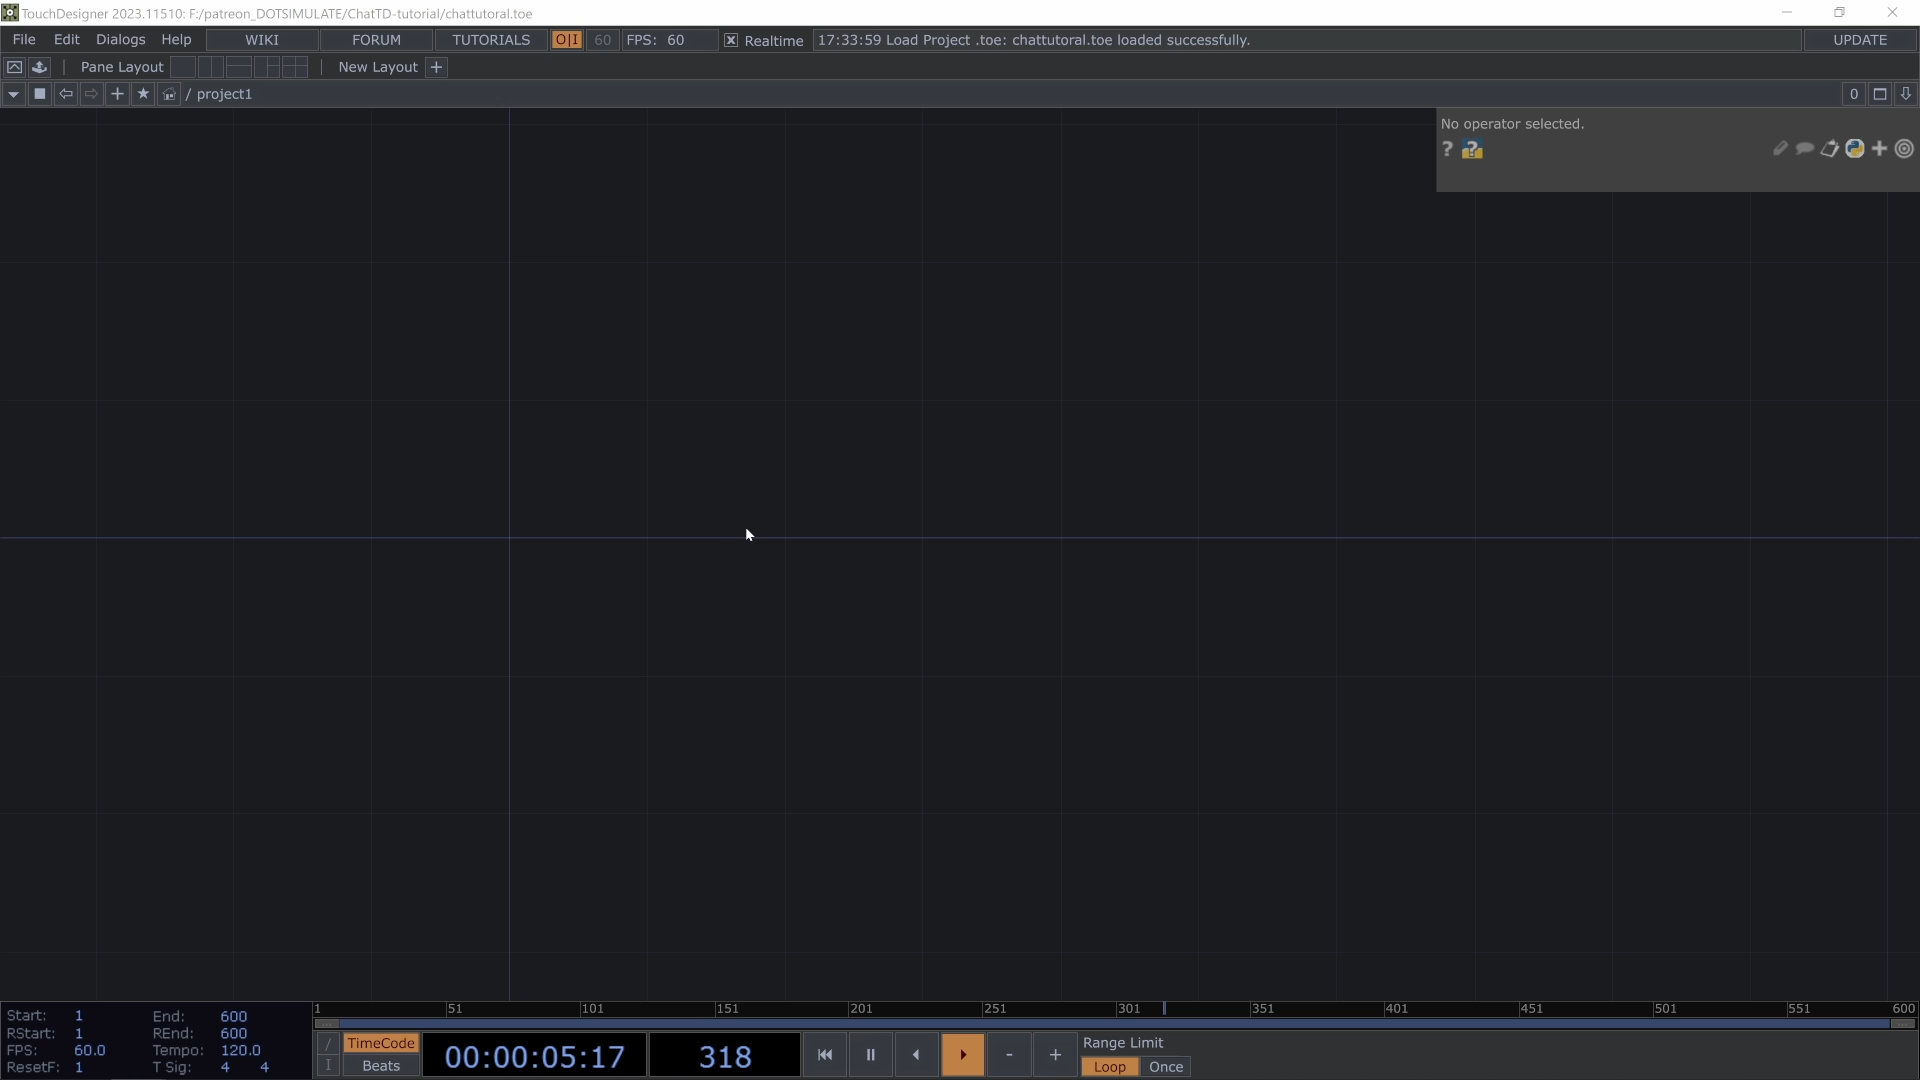 TouchDesigner 2023.11510: F:/patreon_DOTSIMULATE/ChatTD-tutorial/chattutoral.toe
File Edit Dialogs Help WIKI FORUM TUTORIALS O|I 60 FPS: 60 Realtime 17:33:59 Load Project .toe: chattutoral.toe loaded successfully. UPDATE
Pane Layout New Layout +
/ project1 0
No operator selected.
Start: 1 End: 600
RStart: 1 REnd: 600
FPS: 60.0 Tempo: 120.0
ResetF: 1 T Sig: 4 4
1 51 101 151 201 251 301 351 401 451 501 551 600
TimeCode
Beats
00:00:05:17 318
Range Limit
Loop Once